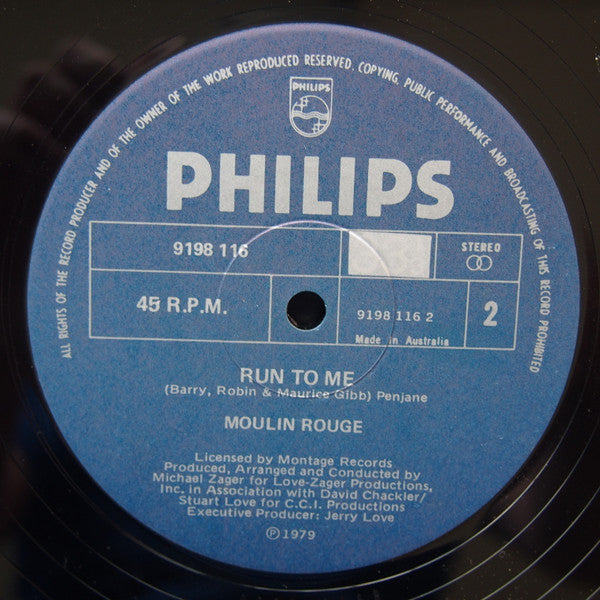 ALL RIGHTS OF THE RECORD PRODUCER AND OF THE OWNER OF THE WORK REPRODUCED RESERVED. COPYING, PUBLIC PERFORMANCE AND BROADCASTING OF THIS RECORD PROHIBITED
PHILIPS
PHILIPS
9198 116
STEREO
45 R.P.M.
9198 116 2
2
Made in Australia
RUN TO ME
(Barry, Robin & Maurice Gibb) Penjane
MOULIN ROUGE
Licensed by Montage Records
Produced, Arranged and Conducted by
Michael Zager for Love-Zager Productions,
Inc. in Association with David Chackler/
Stuart Love for C.C.I. Productions
Executive Producer: Jerry Love
℗1979